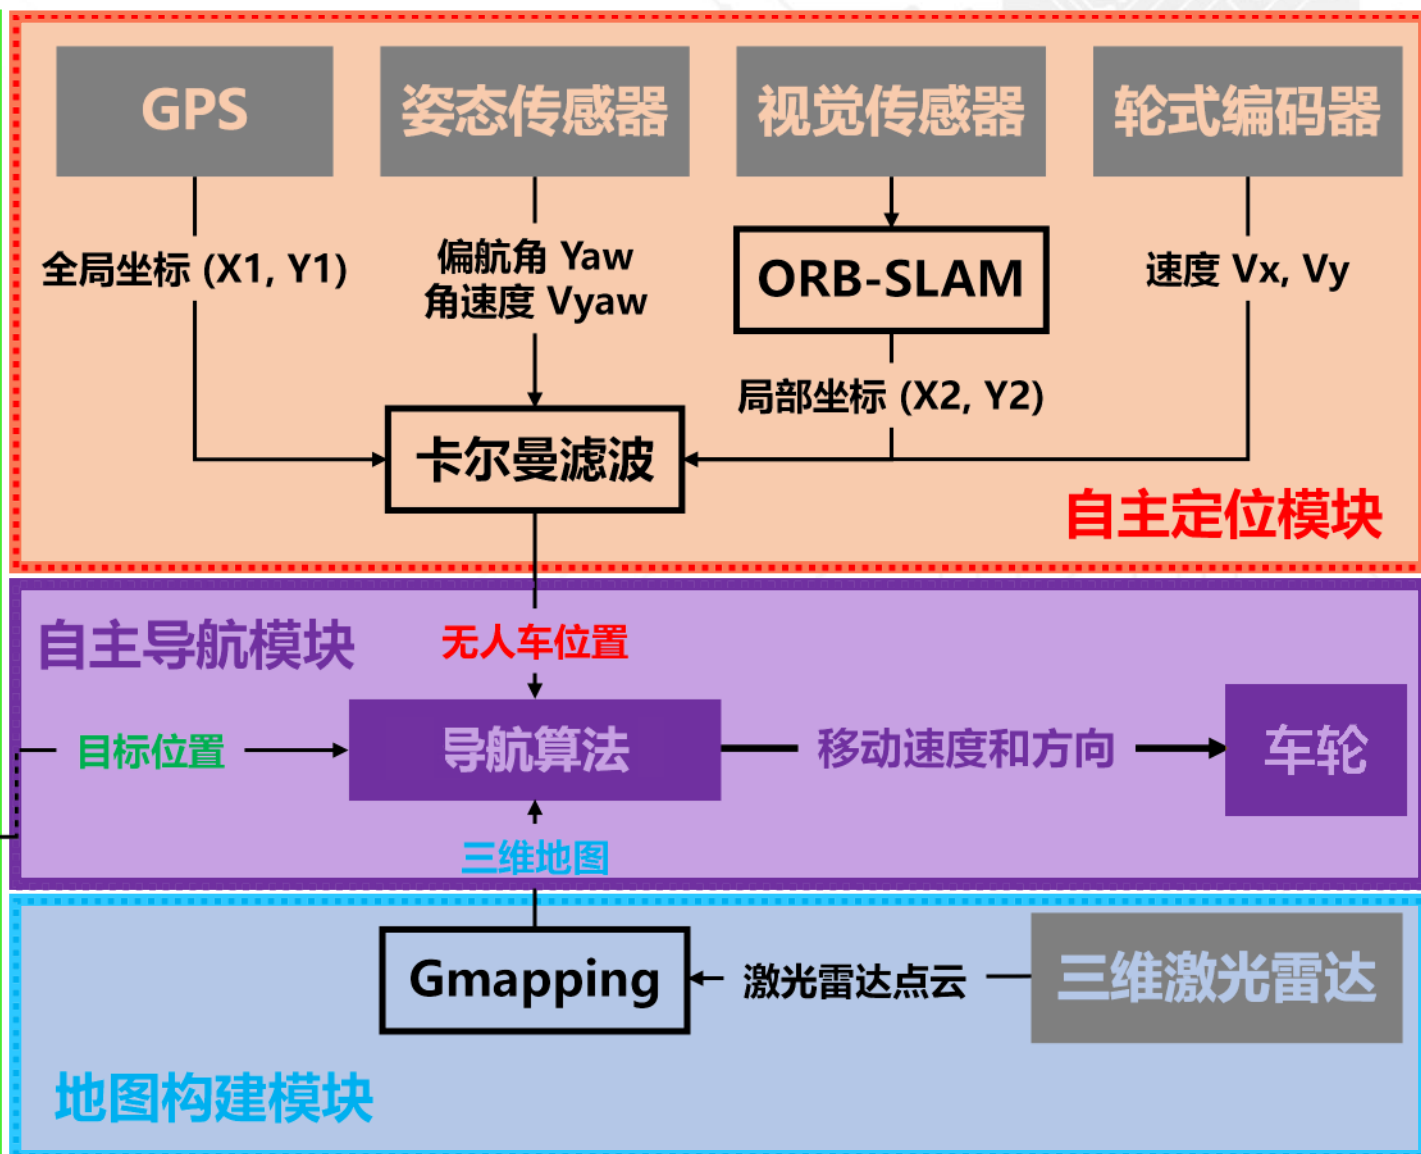 GPS
姿态传感器
视觉传感器
轮式编码器
全局坐标 (X1, Y1)
偏航角 Yaw
角速度 Vyaw
ORB-SLAM
速度 Vx, Vy
局部坐标 (X2, Y2)
卡尔曼滤波
自主定位模块
自主导航模块
无人车位置
目标位置
导航算法
移动速度和方向
车轮
三维地图
Gmapping
激光雷达点云
三维激光雷达
地图构建模块